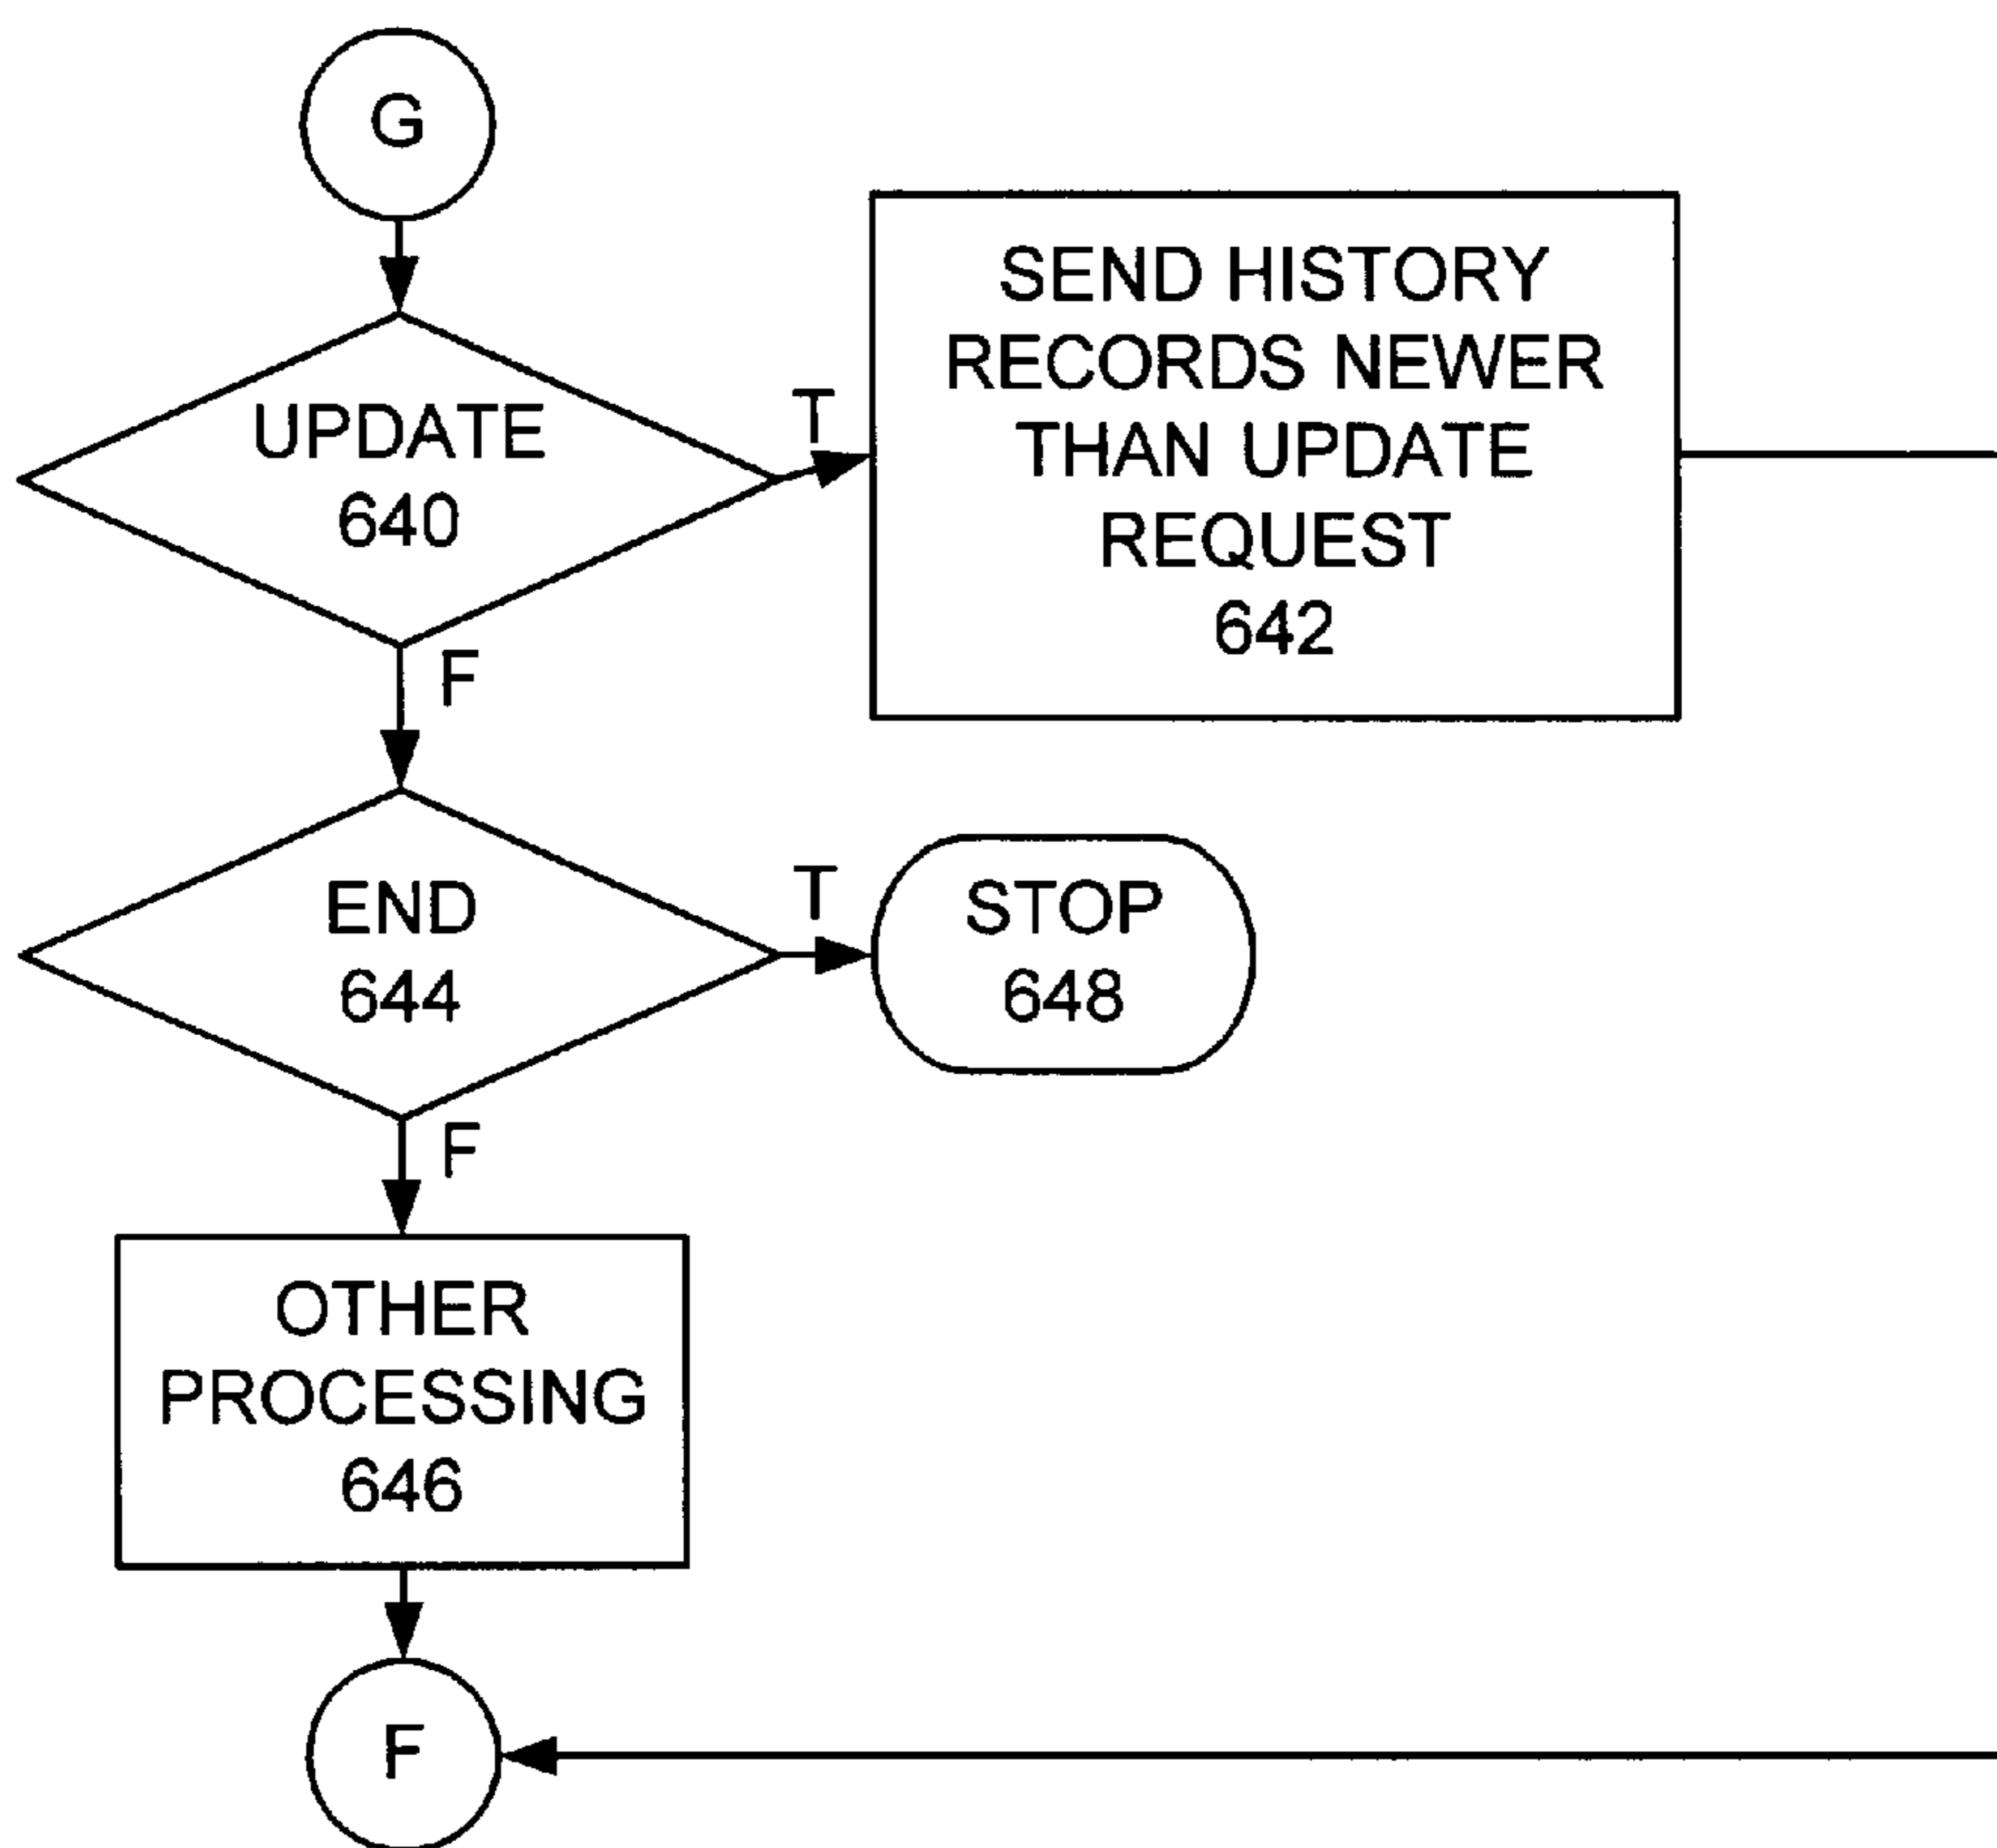 G
UPDATE
640
T
SEND HISTORY
RECORDS NEWER
THAN UPDATE
REQUEST
642
F
END
644
T
STOP
648
F
OTHER
PROCESSING
646
F